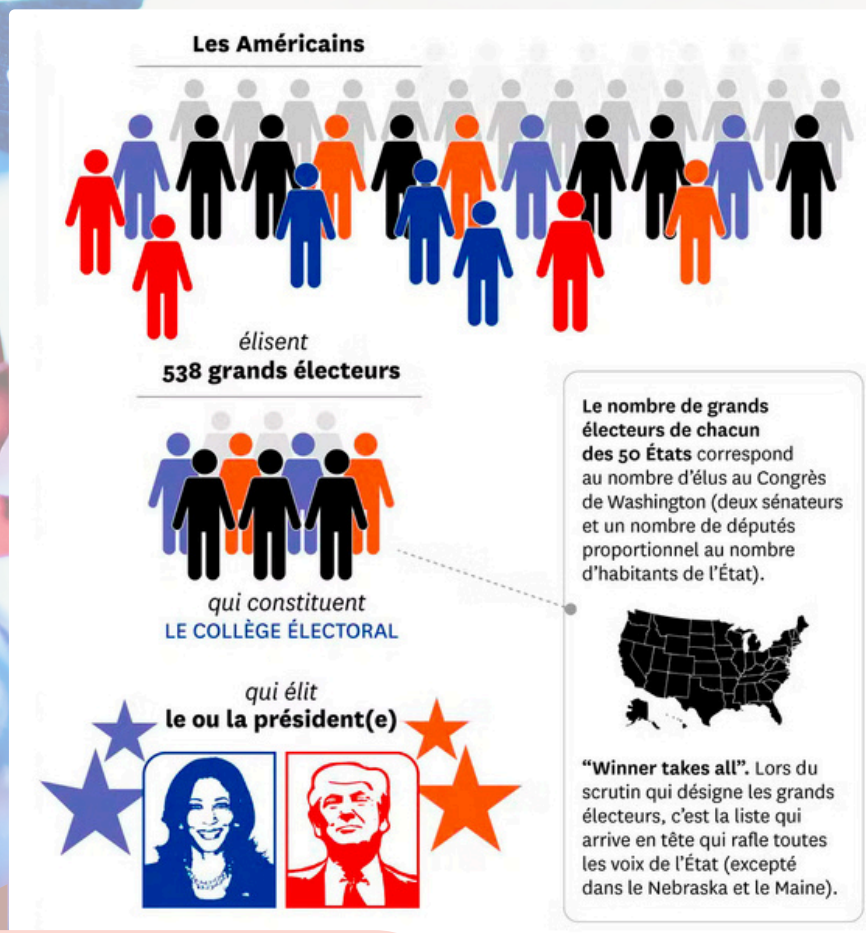 Les Américains
élisent
538 grands électeurs
qui constituent
LE COLLÈGE ÉLECTORAL
qui élit
le ou la président(e)
Le nombre de grands
électeurs de chacun
des 50 États correspond
au nombre d'élus au Congrès
de Washington (deux sénateurs
et un nombre de députés
proportionnel au nombre
d'habitants de l'État).
“Winner takes all”. Lors du
scrutin qui désigne les grands
électeurs, c'est la liste qui
arrive en tête qui rafle toutes
les voix de l'État (excepté
dans le Nebraska et le Maine).